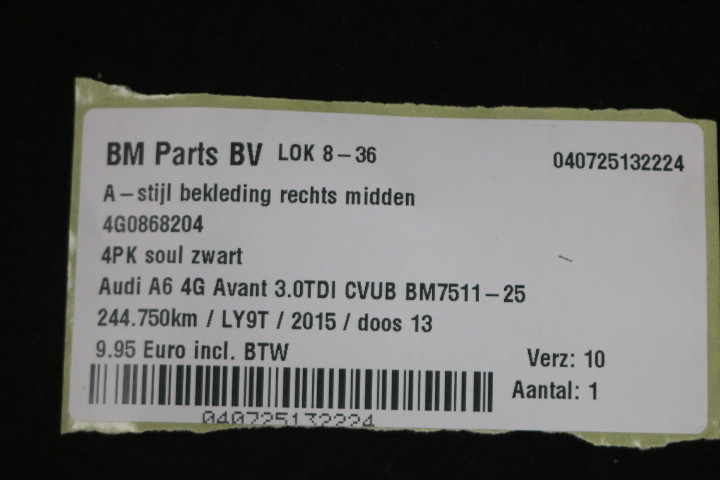 BM Parts BV LOK 8-36 040725132224
A-stijl bekleding rechts midden
4G0868204
4PK soul zwart
Audi A6 4G Avant 3.0TDI CVUB BM7511-25
244.750km / LY9T / 2015 / doos 13
9.95 Euro incl. BTW Verz: 10
Aantal: 1
040725132224